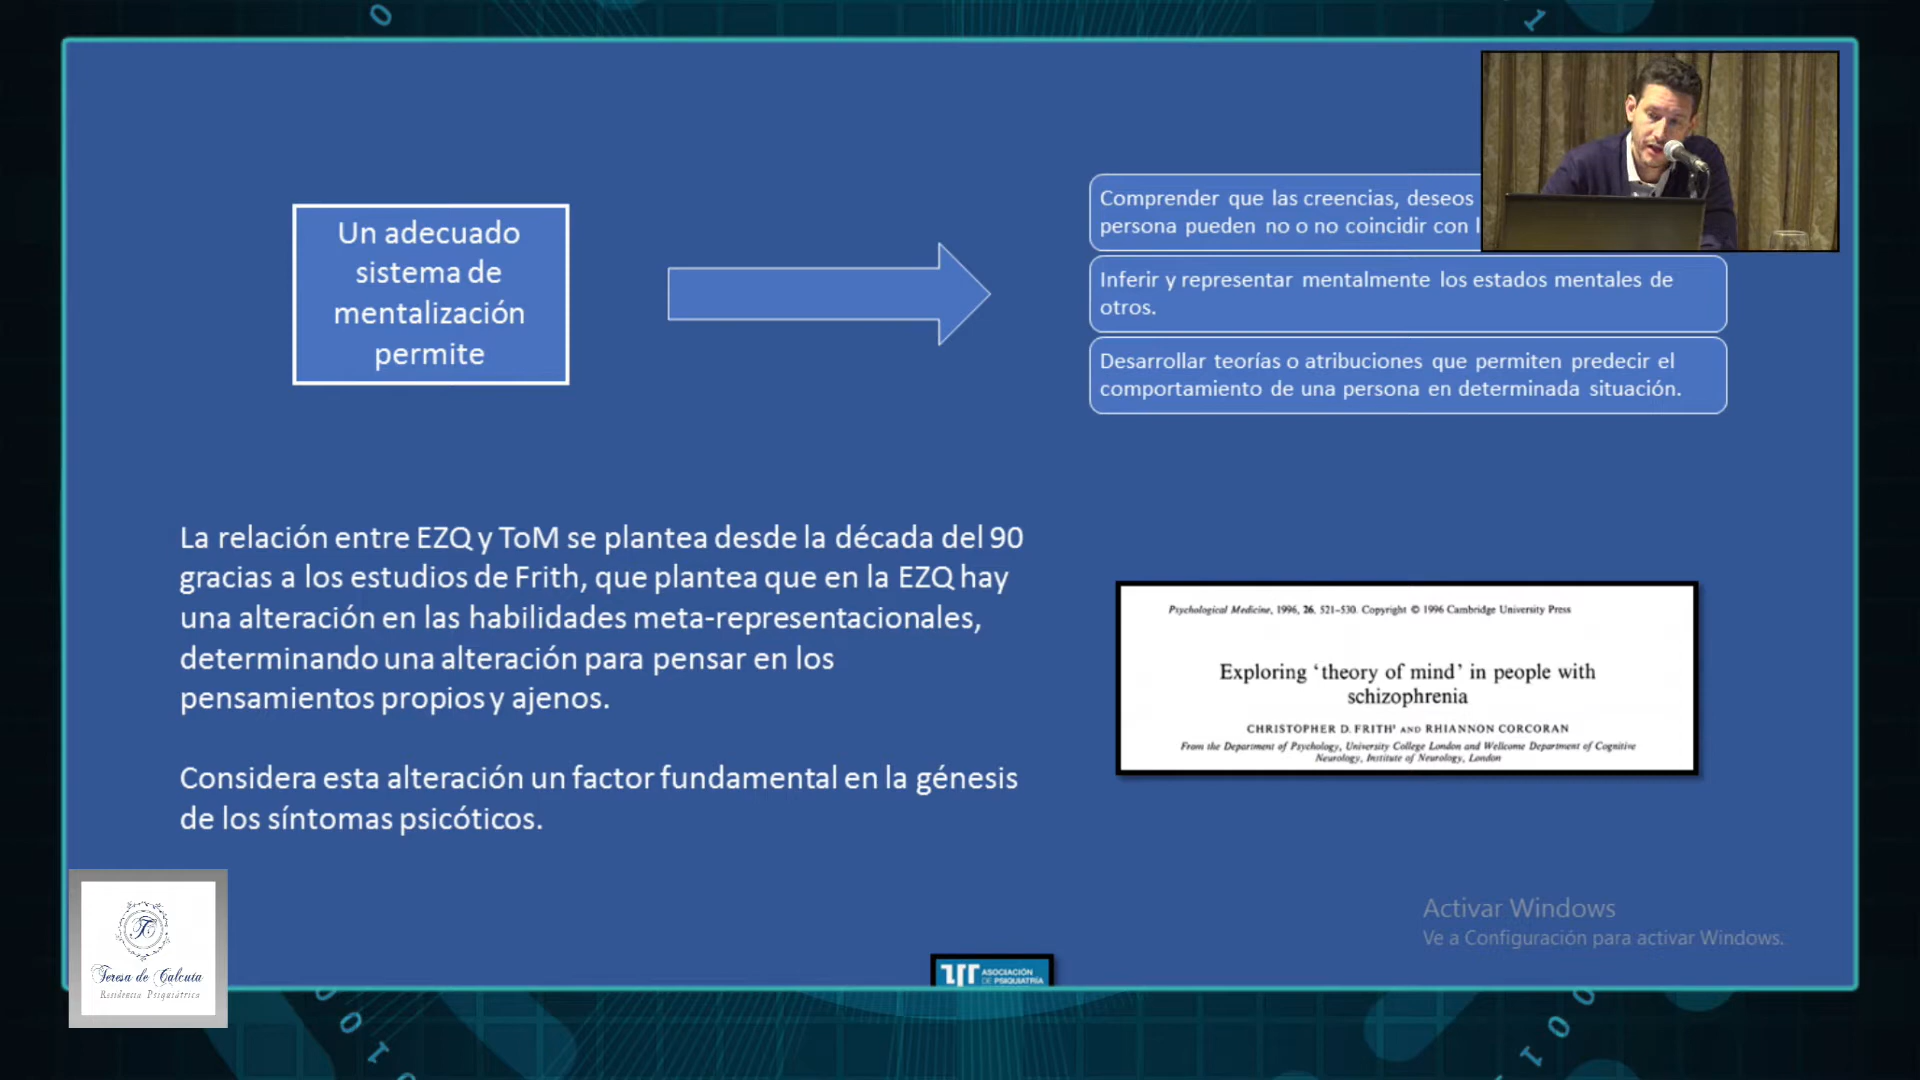 Un adecuado
sistema de
mentalización
permite
Comprender que las creencias, deseos
persona pueden no o no coincidir con
Inferir y representar mentalmente los estados mentales de
otros.
Desarrollar teorías o atribuciones que permiten predecir el
comportamiento de una persona en determinada situación.
La relación entre EZQ y ToM se plantea desde la década del 90
gracias a los estudios de Frith, que plantea que en la EZQ hay
una alteración en las habilidades meta-representacionales,
determinando una alteración para pensar en los
pensamientos propios y ajenos.
Considera esta alteración un factor fundamental en la génesis
de los síntomas psicóticos.
Psychological Medicine, 1996, 26, 521–530. Copyright © 1996 Cambridge University Press
Exploring ‘theory of mind’ in people with
schizophrenia
CHRISTOPHER D. FRITH¹ AND RHIANNON CORCORAN
From the Department of Psychology, University College London and Wellcome Department of Cognitive
Neurology, Institute of Neurology, London
Activar Windows
Ve a Configuración para activar Windows.
Teresa de Calcuta
Residencia Psiquiátrica
ASOCIACIÓN
DE PSIQUIATRÍA